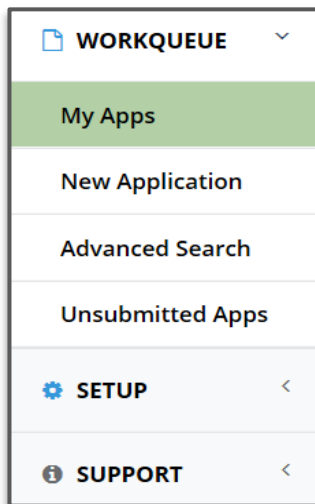 WORKQUEUE
My Apps
New Application
Advanced Search
Unsubmitted Apps
SETUP
SUPPORT